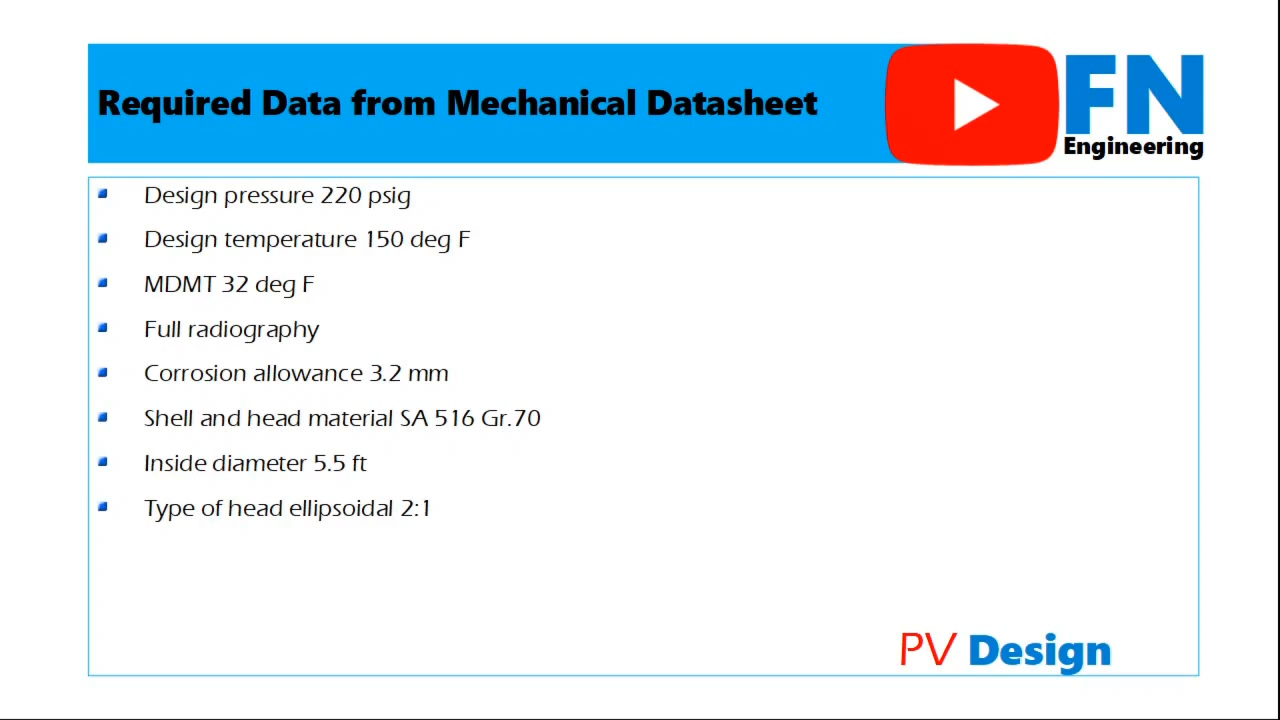 Required Data from Mechanical Datasheet
FN
Engineering
Design pressure 220 psig
Design temperature 150 deg F
MDMT 32 deg F
Full radiography
Corrosion allowance 3.2 mm
Shell and head material SA 516 Gr.70
Inside diameter 5.5 ft
Type of head ellipsoidal 2:1
PV Design